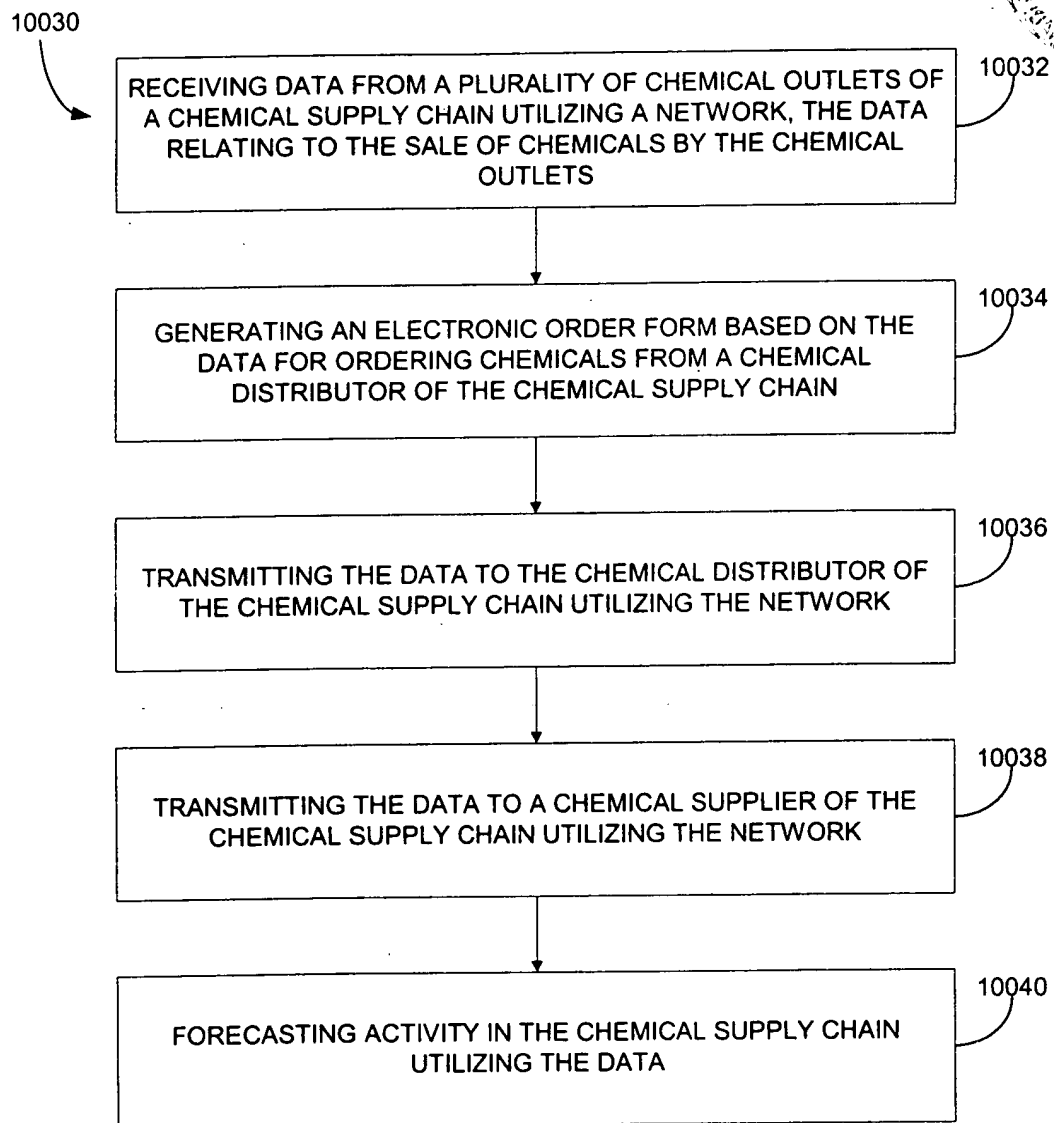 10030
10032
RECEIVING DATA FROM A PLURALITY OF CHEMICAL OUTLETS OF
A CHEMICAL SUPPLY CHAIN UTILIZING A NETWORK, THE DATA
RELATING TO THE SALE OF CHEMICALS BY THE CHEMICAL
OUTLETS
10034
GENERATING AN ELECTRONIC ORDER FORM BASED ON THE
DATA FOR ORDERING CHEMICALS FROM A CHEMICAL
DISTRIBUTOR OF THE CHEMICAL SUPPLY CHAIN
10036
TRANSMITTING THE DATA TO THE CHEMICAL DISTRIBUTOR OF
THE CHEMICAL SUPPLY CHAIN UTILIZING THE NETWORK
10038
TRANSMITTING THE DATA TO A CHEMICAL SUPPLIER OF THE
CHEMICAL SUPPLY CHAIN UTILIZING THE NETWORK
10040
FORECASTING ACTIVITY IN THE CHEMICAL SUPPLY CHAIN
UTILIZING THE DATA